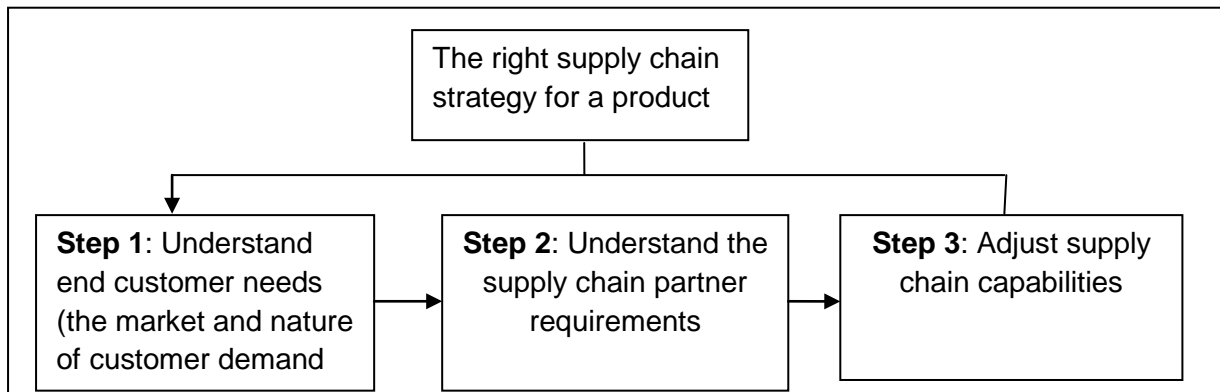 The right supply chain
strategy for a product
Step 1: Understand
end customer needs
(the market and nature
of customer demand
Step 2: Understand the
supply chain partner
requirements
Step 3: Adjust supply
chain capabilities